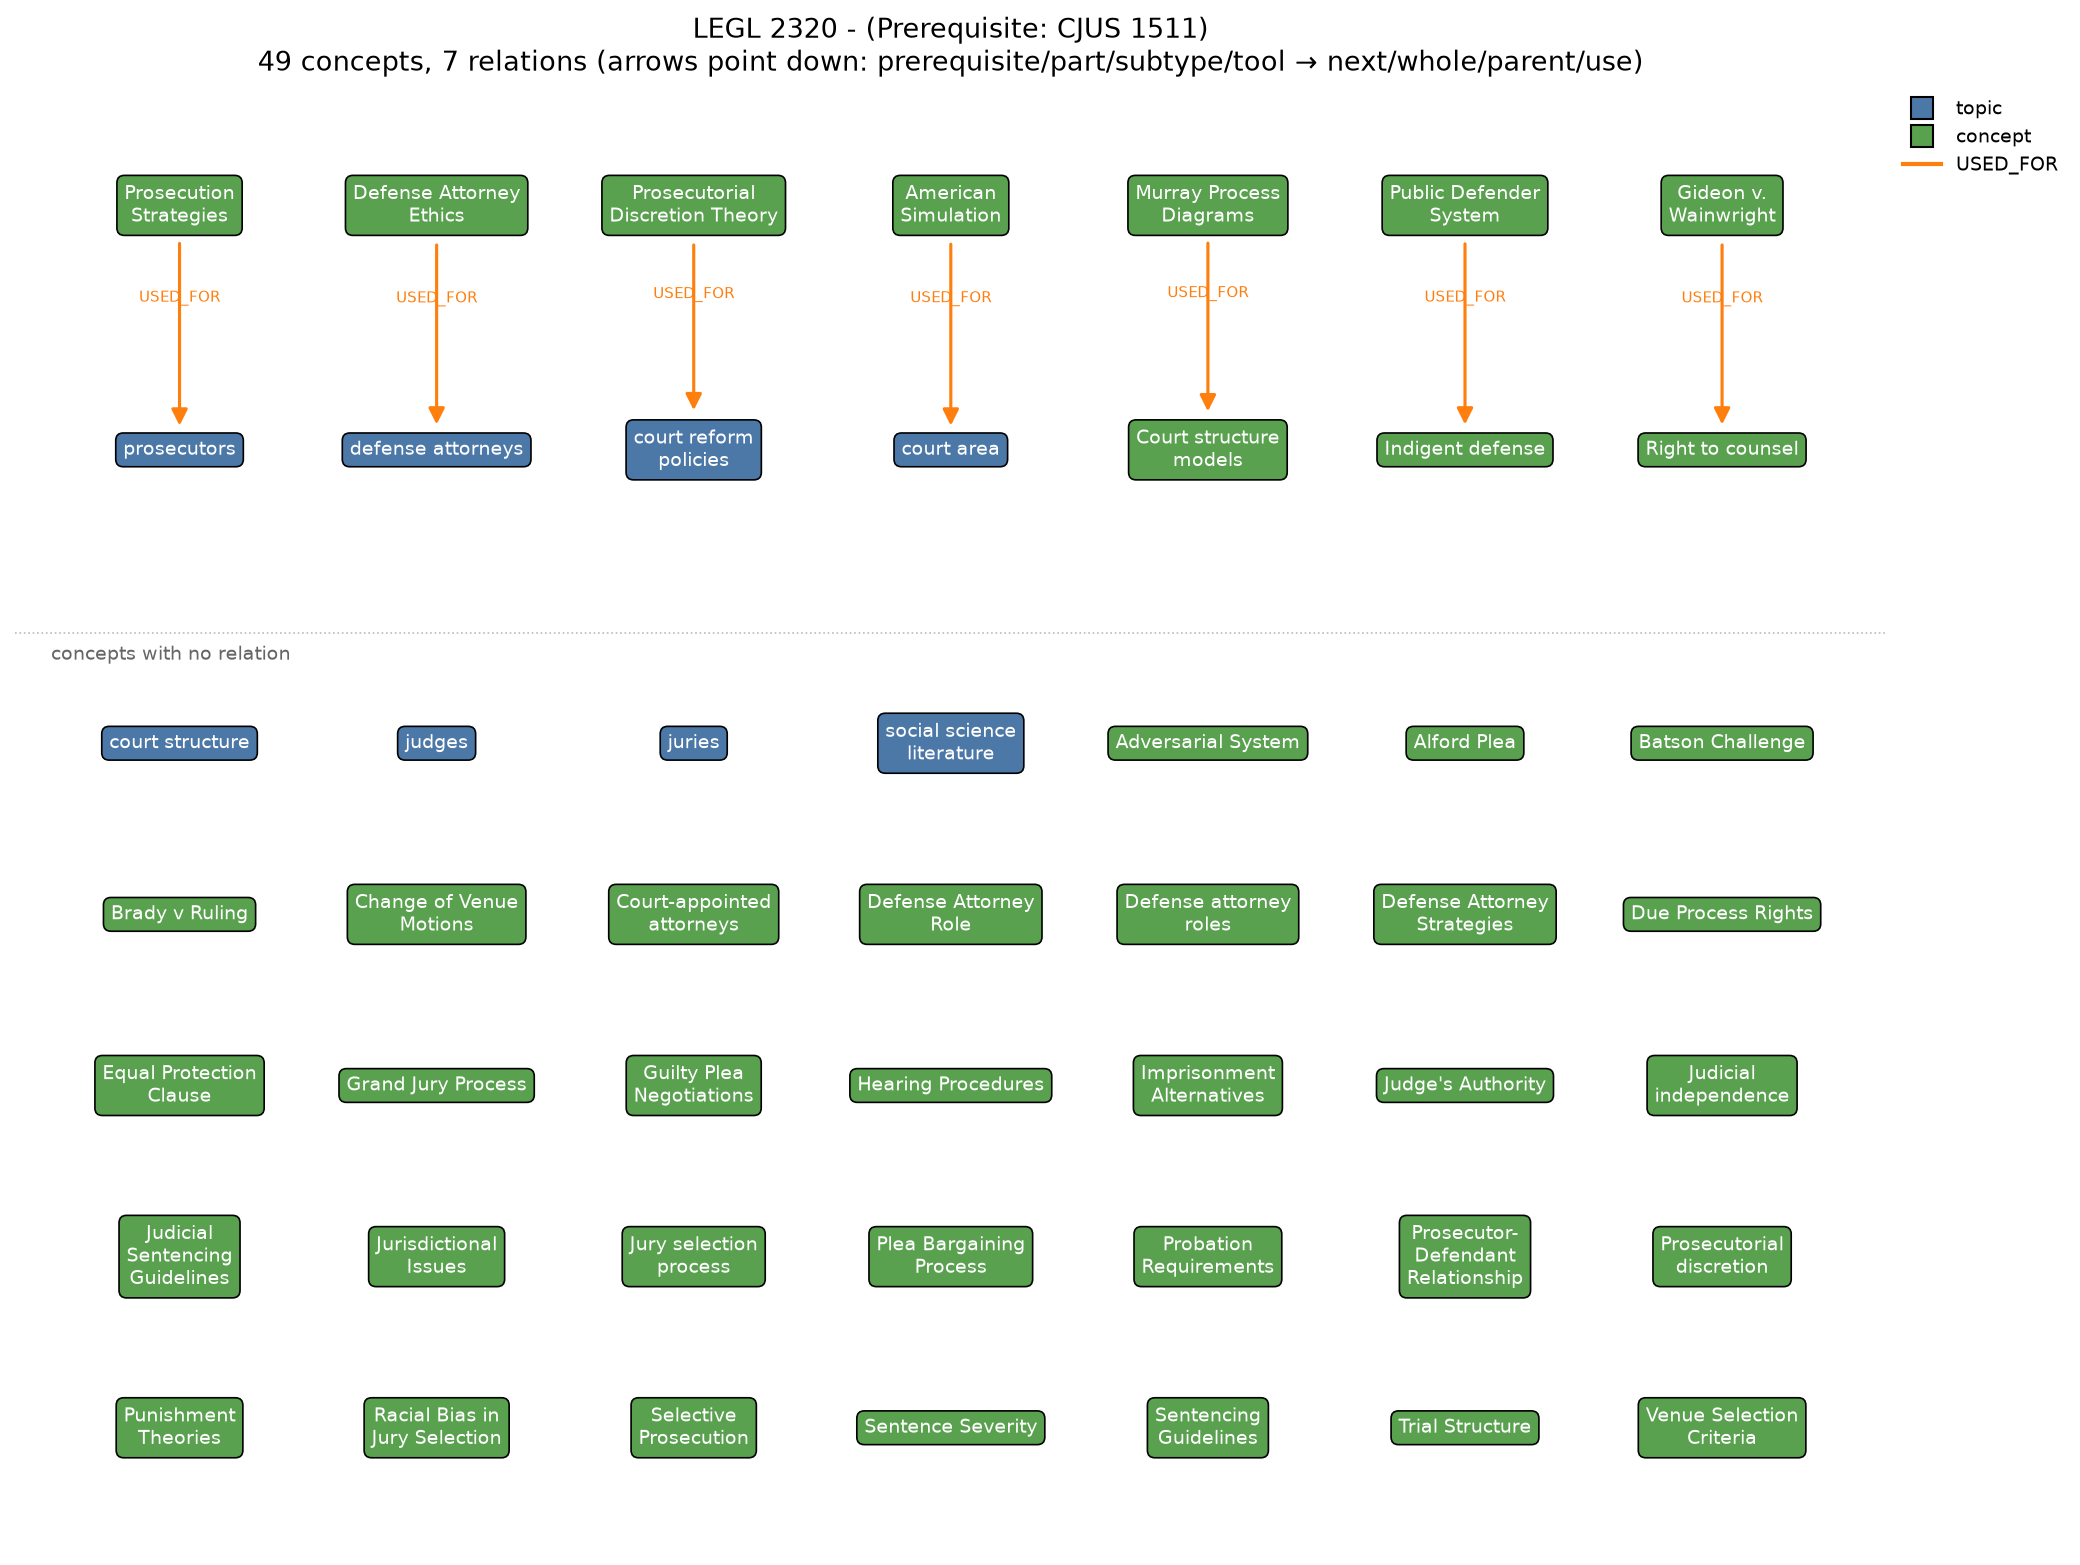 LEGL 2320 - (Prerequisite: CJUS 1511)
49 concepts, 7 relations (arrows point down: prerequisite/part/subtype/tool → next/whole/parent/use)
topic
concept
USED_FOR
Prosecution
Strategies
Defense Attorney
Ethics
Prosecutorial
Discretion Theory
American
Simulation
Murray Process
Diagrams
Public Defender
System
Gideon v.
Wainwright
USED_FOR
USED_FOR
USED_FOR
USED_FOR
USED_FOR
USED_FOR
USED_FOR
prosecutors
defense attorneys
court reform
policies
court area
Court structure
models
Indigent defense
Right to counsel
concepts with no relation
court structure
judges
juries
social science
literature
Adversarial System
Alford Plea
Batson Challenge
Brady v Ruling
Change of Venue
Motions
Court-appointed
attorneys
Defense Attorney
Role
Defense attorney
roles
Defense Attorney
Strategies
Due Process Rights
Equal Protection
Clause
Grand Jury Process
Guilty Plea
Negotiations
Hearing Procedures
Imprisonment
Alternatives
Judge's Authority
Judicial
independence
Judicial
Sentencing
Guidelines
Jurisdictional
Issues
Jury selection
process
Plea Bargaining
Process
Probation
Requirements
Prosecutor-
Defendant
Relationship
Prosecutorial
discretion
Punishment
Theories
Racial Bias in
Jury Selection
Selective
Prosecution
Sentence Severity
Sentencing
Guidelines
Trial Structure
Venue Selection
Criteria